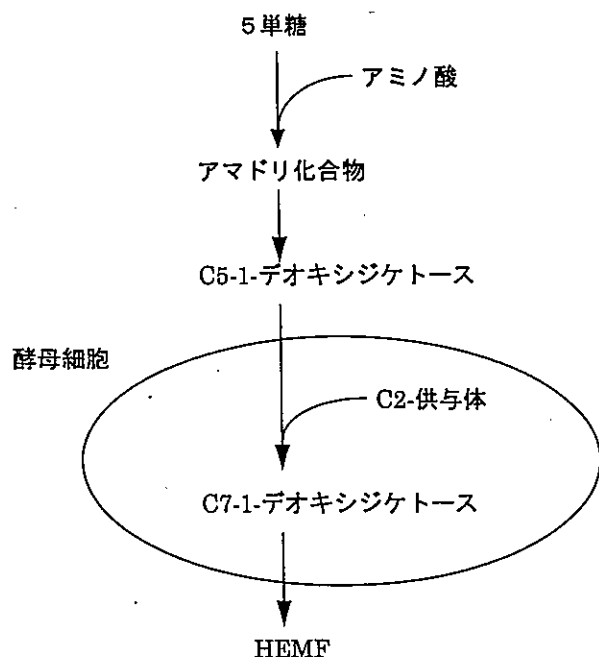 5単糖
アミノ酸
アマドリ化合物
C5-1-デオキシジケトース
酵母細胞
C2-供与体
C7-1-デオキシジケトース
HEMF